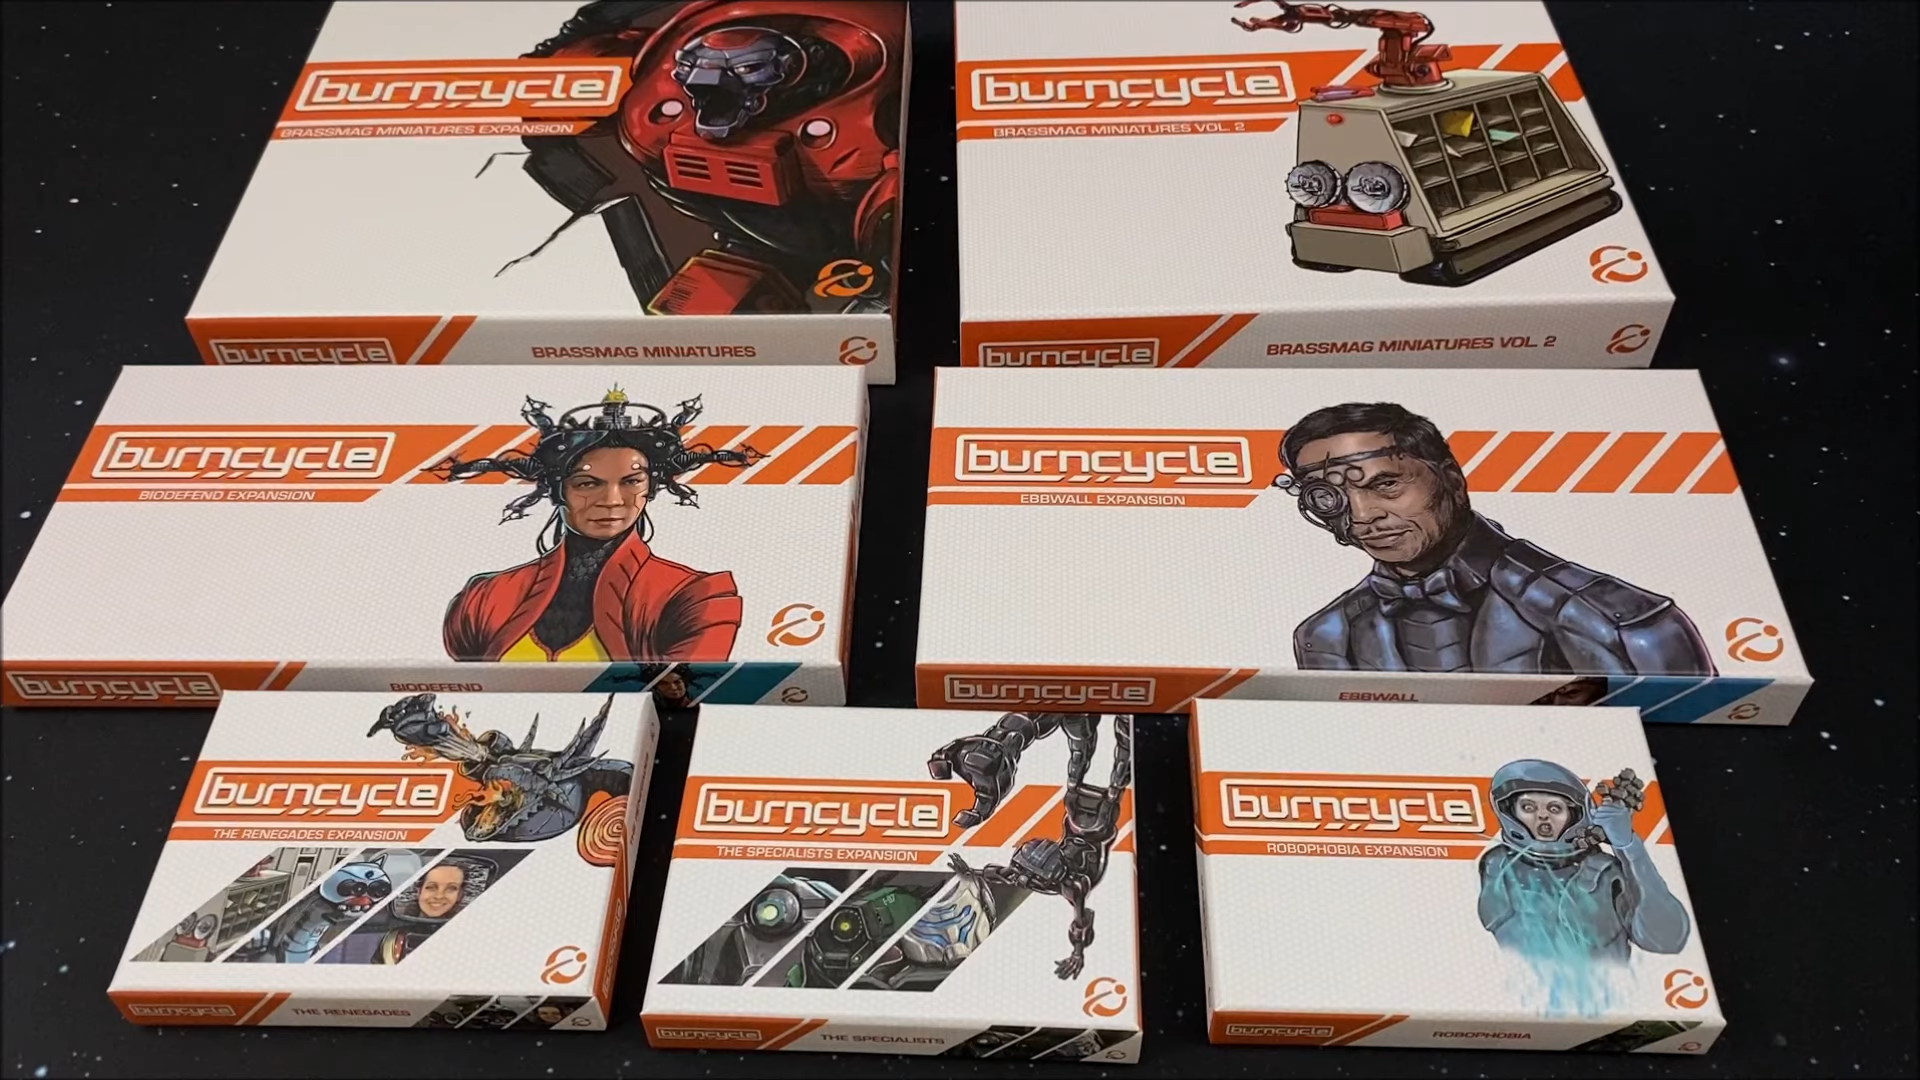 burncycle
BRASSMAG MINIATURES EXPANSION
burncycle
BRASSMAG MINIATURES
burncycle
BRASSMAG MINIATURES VOL. 2
burncycle
BRASSMAG MINIATURES VOL. 2
burncycle
BIODEFEND EXPANSION
burncycle
BIODEFEND
burncycle
EBBWALL EXPANSION
burncycle
EBBWALL
burncycle
THE RENEGADES EXPANSION
burncycle
THE RENEGADES
burncycle
THE SPECIALISTS EXPANSION
burncycle
THE SPECIALISTS
burncycle
ROBOPHOBIA EXPANSION
burncycle
ROBOPHOBIA